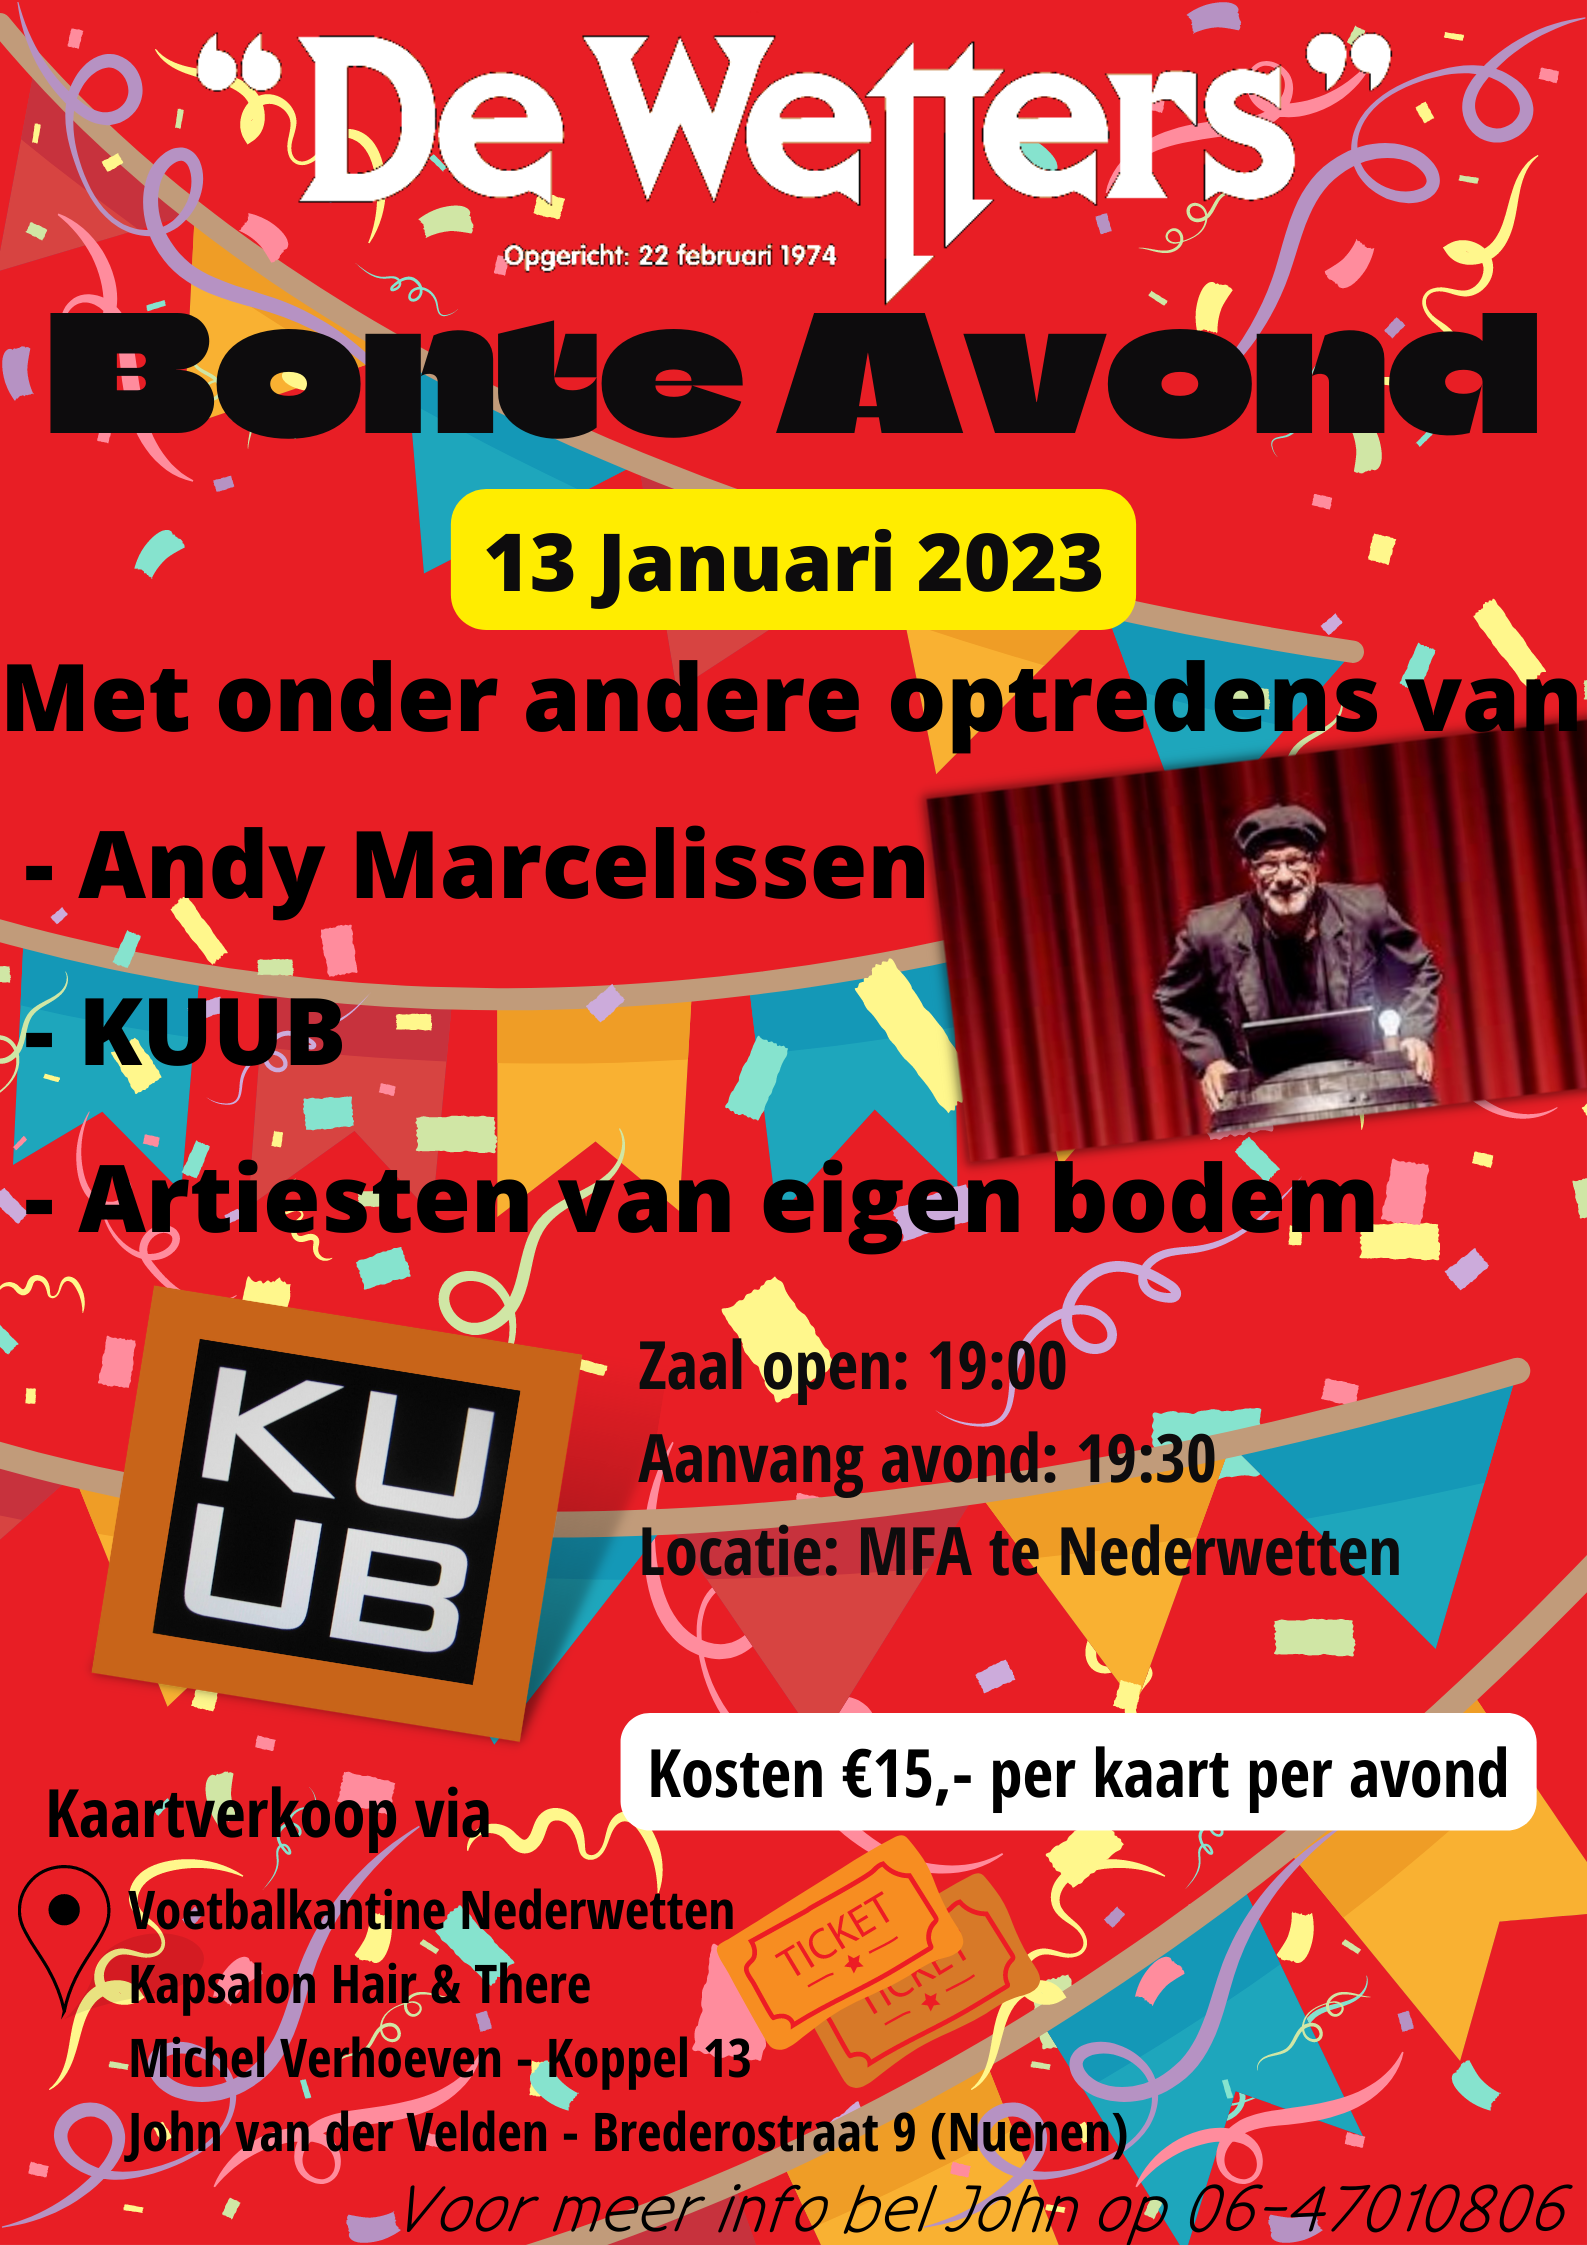 “De Wetters”
Opgericht: 22 februari 1974
Bonte Avond
13 Januari 2023
Met onder andere optredens van
- Andy Marcelissen
- KUUB
- Artiesten van eigen bodem
KU
UB
Zaal open: 19:00
Aanvang avond: 19:30
Locatie: MFA te Nederwetten
Kosten €15,- per kaart per avond
Kaartverkoop via
Voetbalkantine Nederwetten
Kapsalon Hair & There
Michel Verhoeven - Koppel 13
John van der Velden - Brederostraat 9 (Nuenen)
TICKET
TICKET
Voor meer info bel John op 06-47010806